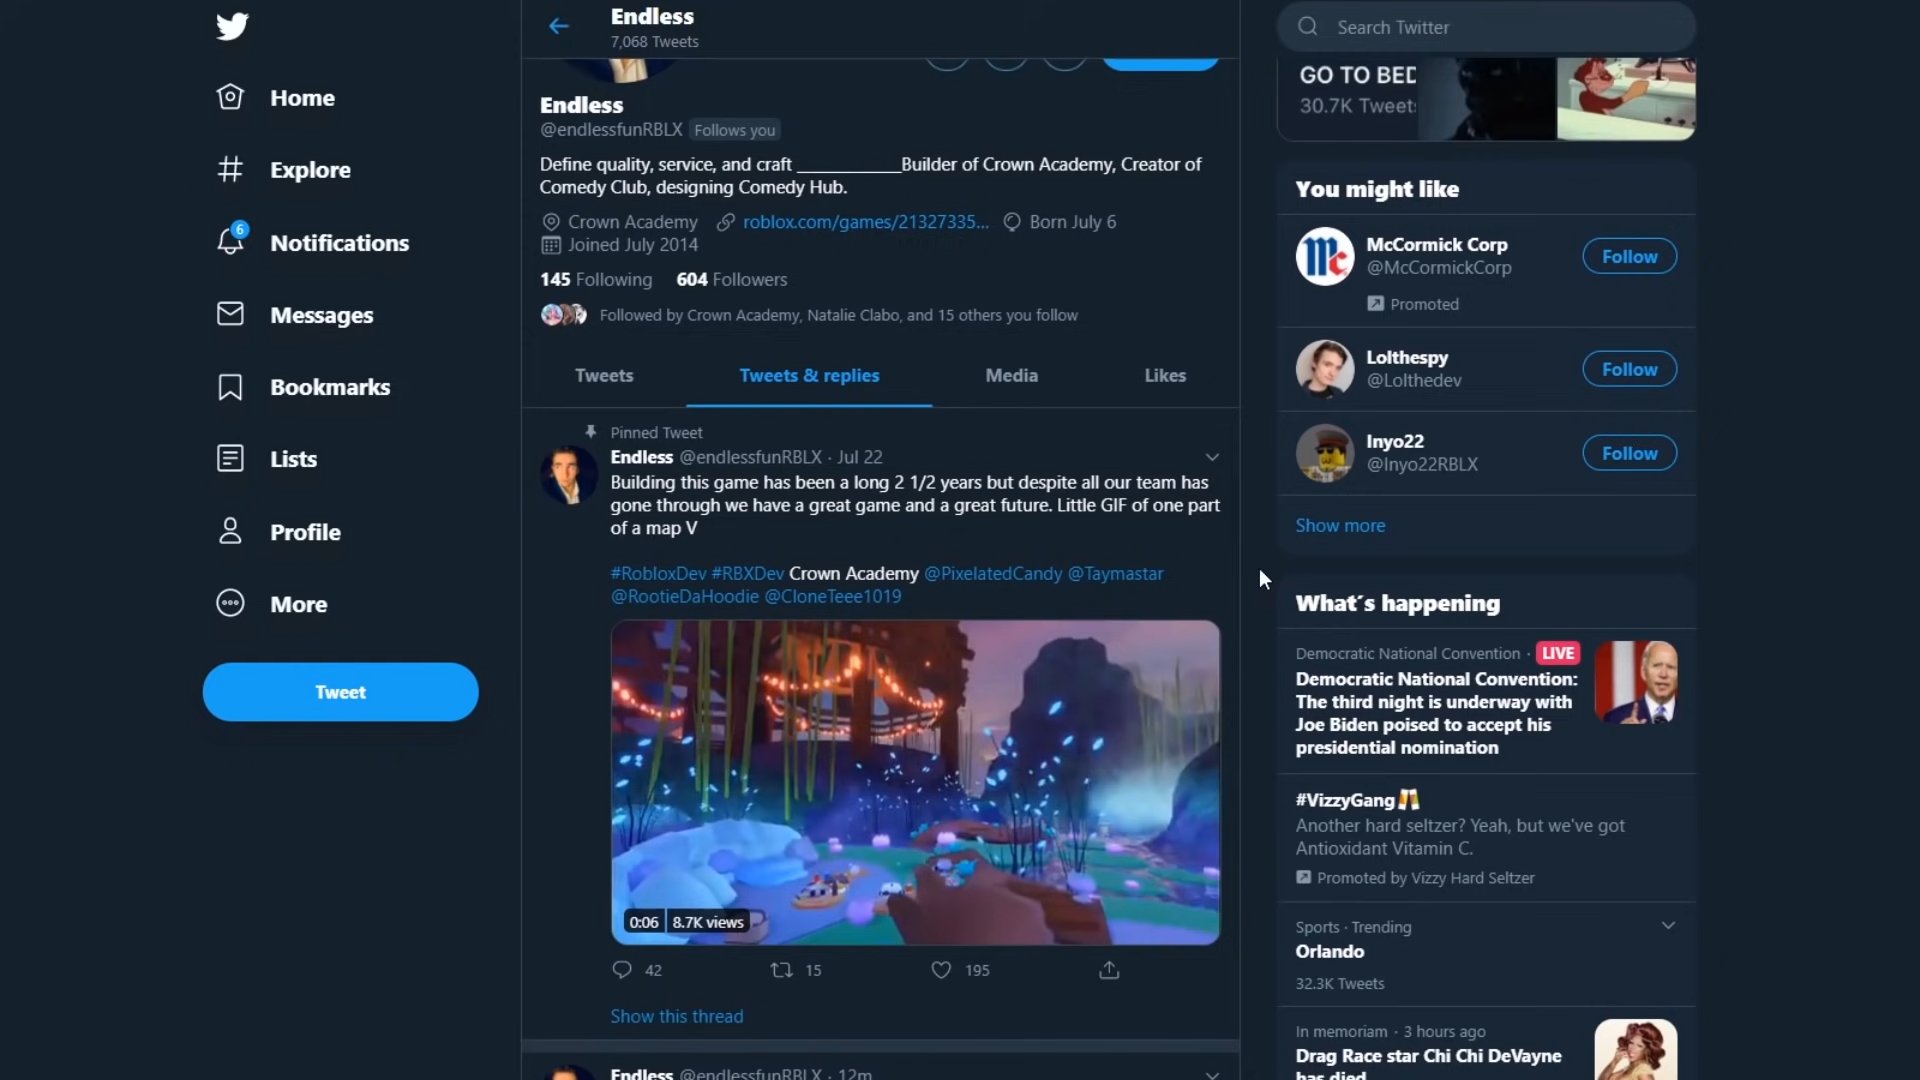 Home
Explore
6
Notifications
Messages
Bookmarks
Lists
Profile
More
Tweet
Endless
7,068 Tweets
Endless
@endlessfunRBLX Follows you
Define quality, service, and craft ____________Builder of Crown Academy, Creator of
Comedy Club, designing Comedy Hub.
Crown Academy roblox.com/games/21327335... Born July 6
Joined July 2014
145 Following 604 Followers
Followed by Crown Academy, Natalie Clabo, and 15 others you follow
Tweets Tweets & replies Media Likes
Pinned Tweet
Endless @endlessfunRBLX · Jul 22
Building this game has been a long 2 1/2 years but despite all our team has
gone through we have a great game and a great future. Little GIF of one part
of a map V
#RobloxDev #RBXDev Crown Academy @PixelatedCandy @Taymastar
@RootieDaHoodie @CloneTeee1019
0:06 8.7K views
42 15 195
Show this thread
Endless @endlessfunRBLX · 12m
Search Twitter
GO TO BED
30.7K Tweets
You might like
Mc
McCormick Corp
@McCormickCorp
Follow
Promoted
Lolthespy
@Lolthedev
Follow
Inyo22
@Inyo22RBLX
Follow
Show more
What´s happening
Democratic National Convention · LIVE
Democratic National Convention:
The third night is underway with
Joe Biden poised to accept his
presidential nomination
#VizzyGang
Another hard seltzer? Yeah, but we've got
Antioxidant Vitamin C.
Promoted by Vizzy Hard Seltzer
Sports · Trending
Orlando
32.3K Tweets
In memoriam · 3 hours ago
Drag Race star Chi Chi DeVayne
has died